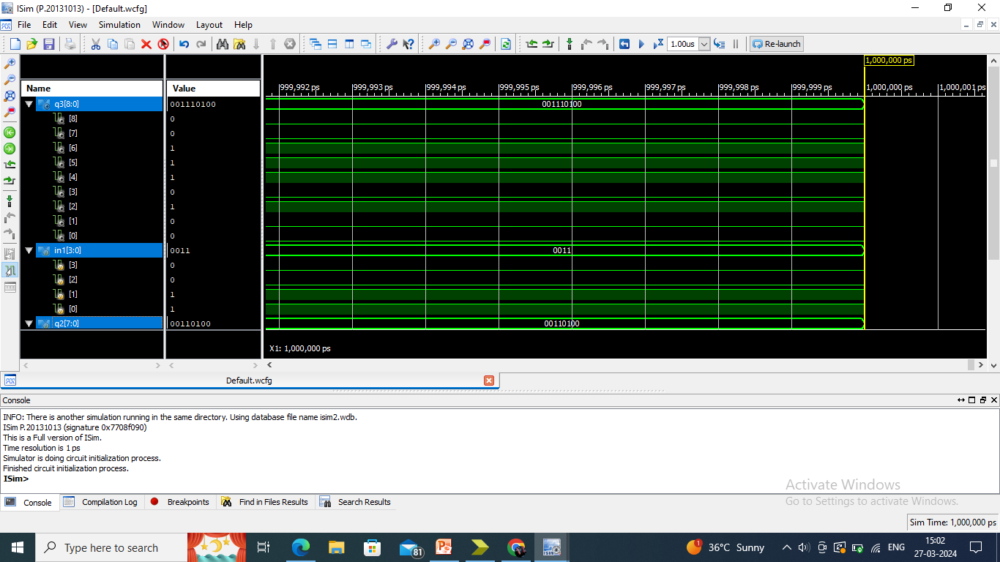 ISim (P.20131013) - [Default.wcfg]
File Edit View Simulation Window Layout Help
1.00us Re-launch
1,000,000 ps
Name Value
999,992 ps 999,993 ps 999,994 ps 999,995 ps 999,996 ps 999,997 ps 999,998 ps 999,999 ps 1,000,000 ps 1,000,001 ps
q3[8:0] 001110100 001110100
[8] 0
[7] 0
[6] 1
[5] 1
[4] 1
[3] 0
[2] 1
[1] 0
[0] 0
in1[3:0] 0011 0011
[3] 0
[2] 0
[1] 1
[0] 1
q2[7:0] 00110100 00110100
X1: 1,000,000 ps
Default.wcfg
Console
INFO: There is another simulation running in the same directory. Using database file name isim2.wdb.
ISim P.20131013 (signature 0x7708f090)
This is a Full version of ISim.
Time resolution is 1 ps
Simulator is doing circuit initialization process.
Finished circuit initialization process.
ISim>
Activate Windows
Go to Settings to activate Windows.
Console Compilation Log Breakpoints Find in Files Results Search Results
Sim Time: 1,000,000 ps
Type here to search 81 1 36°C Sunny ENG 15:02
27-03-2024